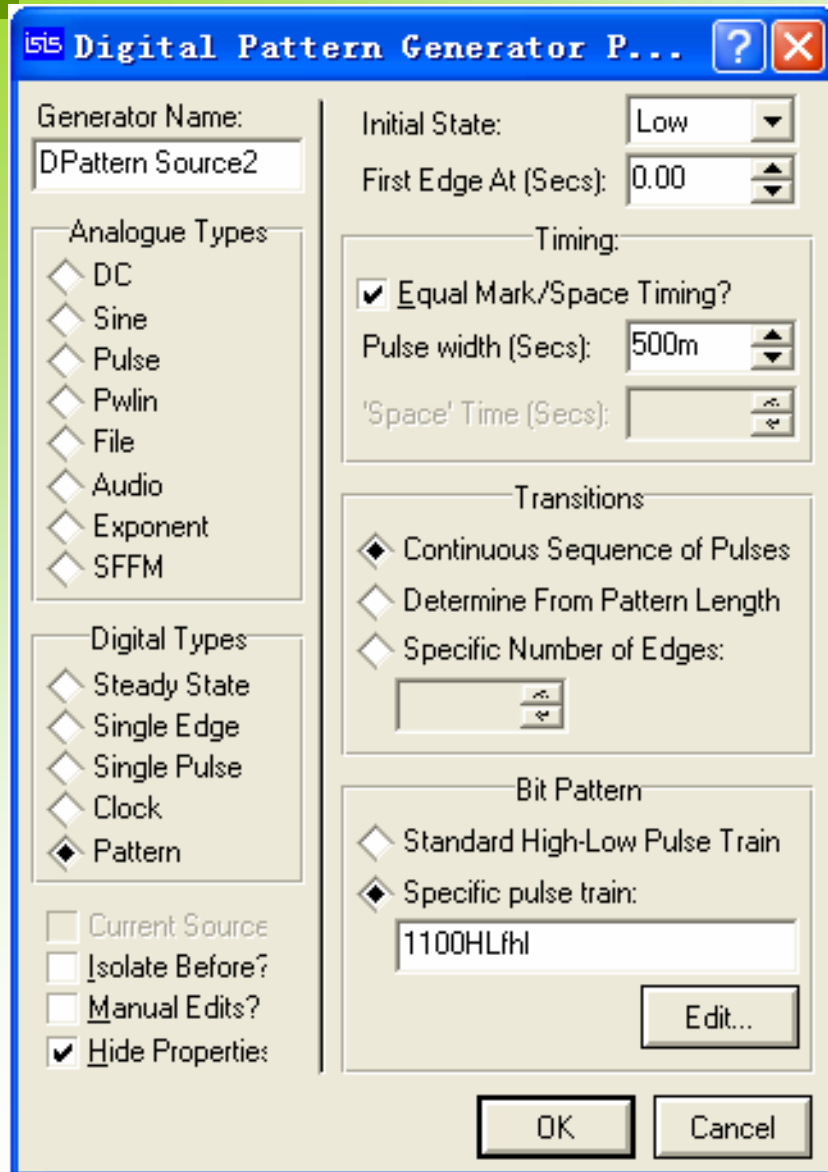 isis Digital Pattern Generator P... ?
Generator Name:
DPattern Source2
Analogue Types
DC
Sine
Pulse
Pwlin
File
Audio
Exponent
SFFM
Digital Types
Steady State
Single Edge
Single Pulse
Clock
Pattern
Current Source
Isolate Before?
Manual Edits?
Hide Properties
Initial State:
Low
First Edge At (Secs):
0.00
Timing:
Equal Mark/Space Timing?
Pulse width (Secs):
500m
'Space' Time (Secs):
Transitions
Continuous Sequence of Pulses
Determine From Pattern Length
Specific Number of Edges:
Bit Pattern
Standard High-Low Pulse Train
Specific pulse train:
1100HLfhl
Edit...
OK
Cancel